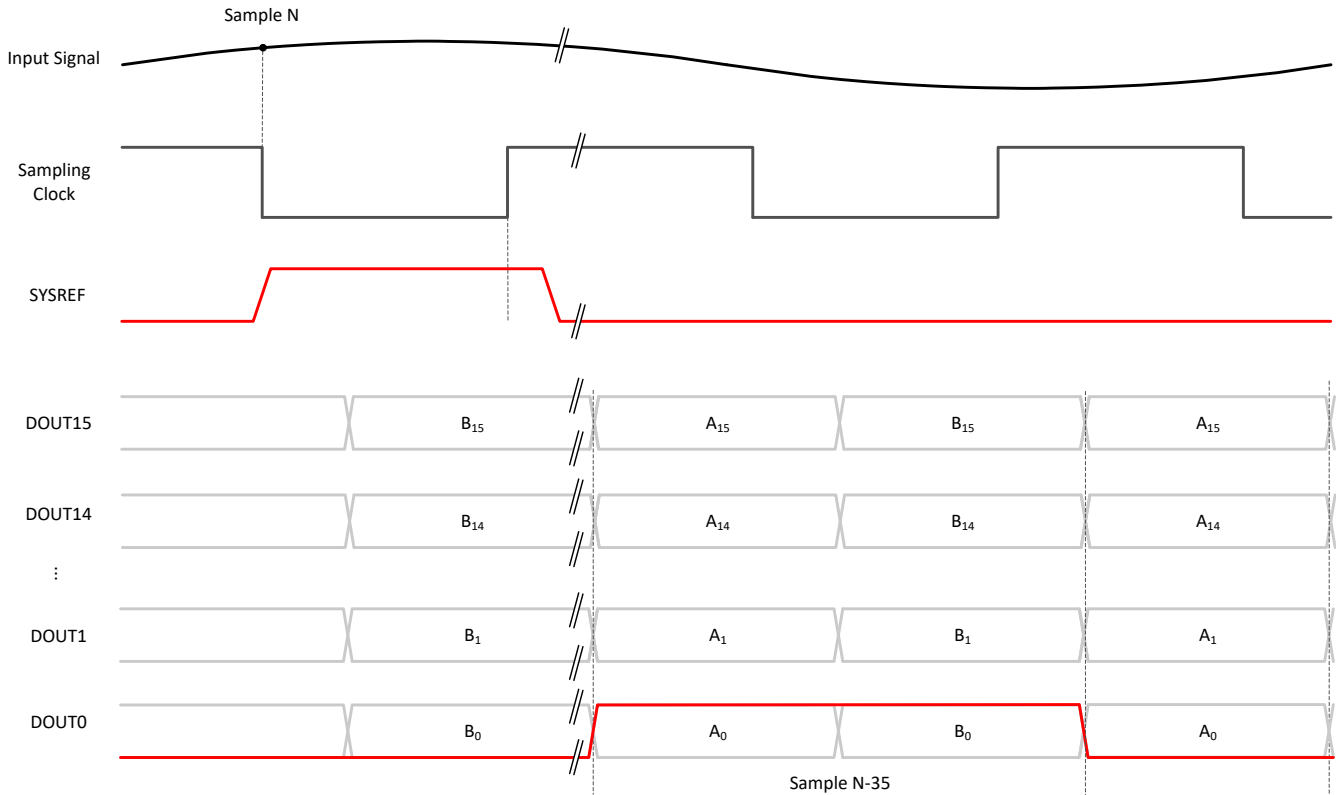 Sample N
Input Signal
Sampling
Clock
SYSREF
DOUT15 B₁₅ A₁₅ B₁₅ A₁₅
DOUT14 B₁₄ A₁₄ B₁₄ A₁₄
...
DOUT1 B₁ A₁ B₁ A₁
DOUT0 B₀ A₀ B₀ A₀
Sample N-35